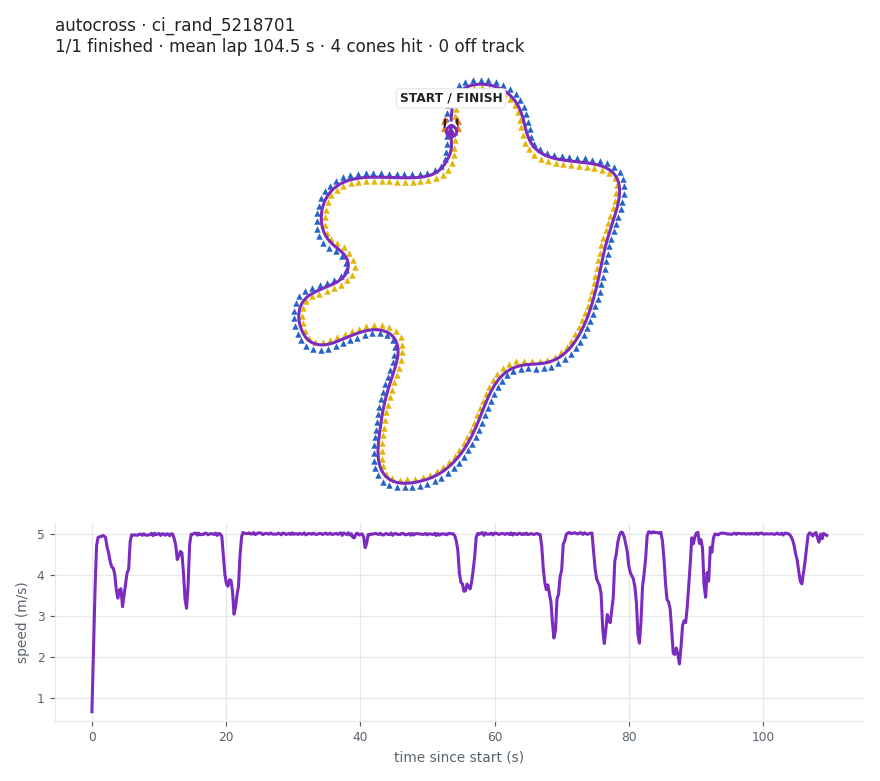 autocross · ci_rand_5218701
1/1 finished · mean lap 104.5 s · 4 cones hit · 0 off track
START / FINISH
5
4
3
2
1
speed (m/s)
0
20
40
60
80
100
time since start (s)